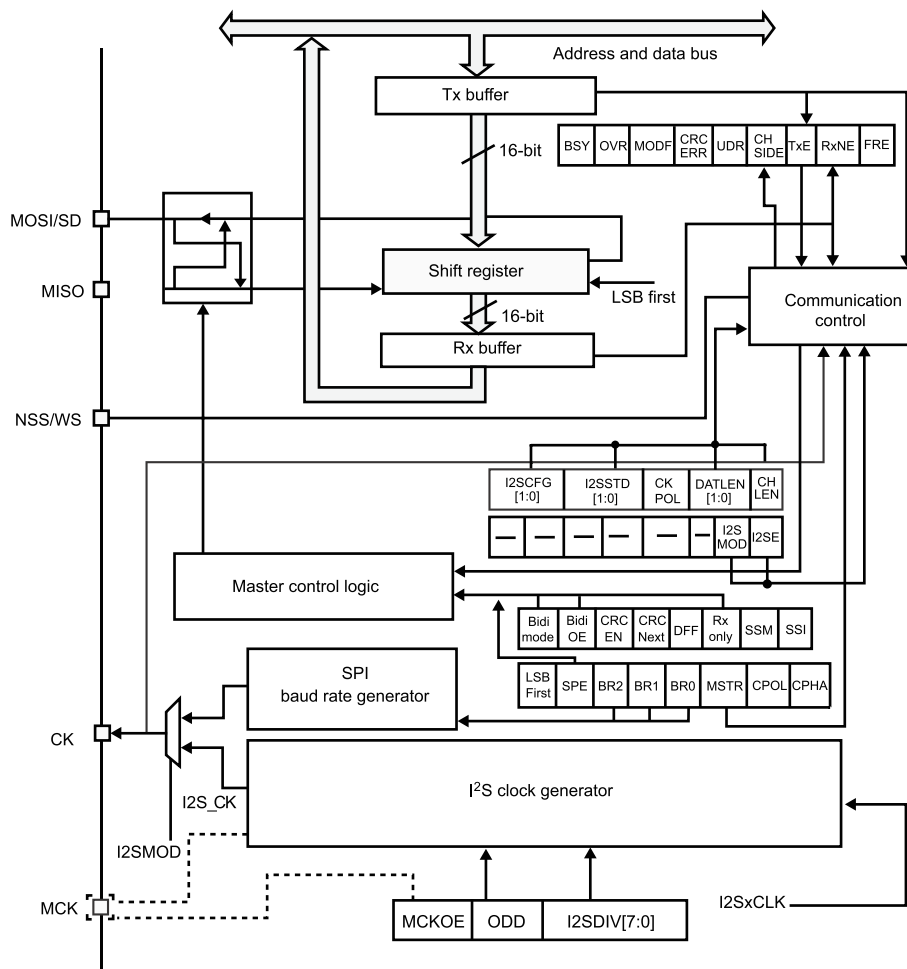 Address and data bus
Tx buffer
16-bit
BSY OVR MODF CRC ERR UDR CH SIDE TxE RxNE FRE
MOSI/SD
Shift register
MISO
LSB first
Communication control
16-bit
Rx buffer
NSS/WS
I2SCFG [1:0] I2SSTD [1:0] CK POL DATLEN [1:0] CH LEN
I2S MOD I2SE
Master control logic
Bidi mode Bidi OE CRC EN CRC Next DFF Rx only SSM SSI
LSB First SPE BR2 BR1 BR0 MSTR CPOL CPHA
SPI
baud rate generator
CK
I2S_CK
I²S clock generator
I2SMOD
MCK
I2SxCLK
MCKOE ODD I2SDIV[7:0]